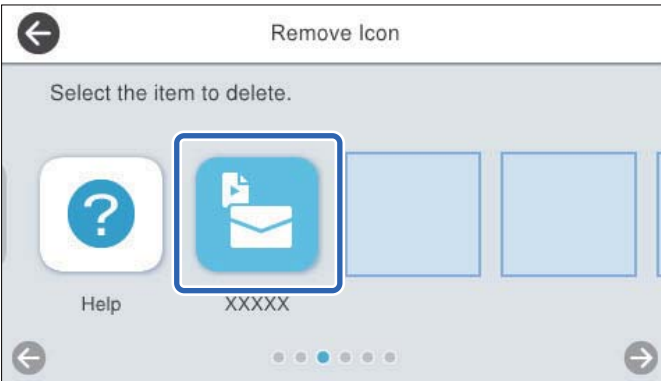 Remove Icon
Select the item to delete.
?
Help
XXXXX